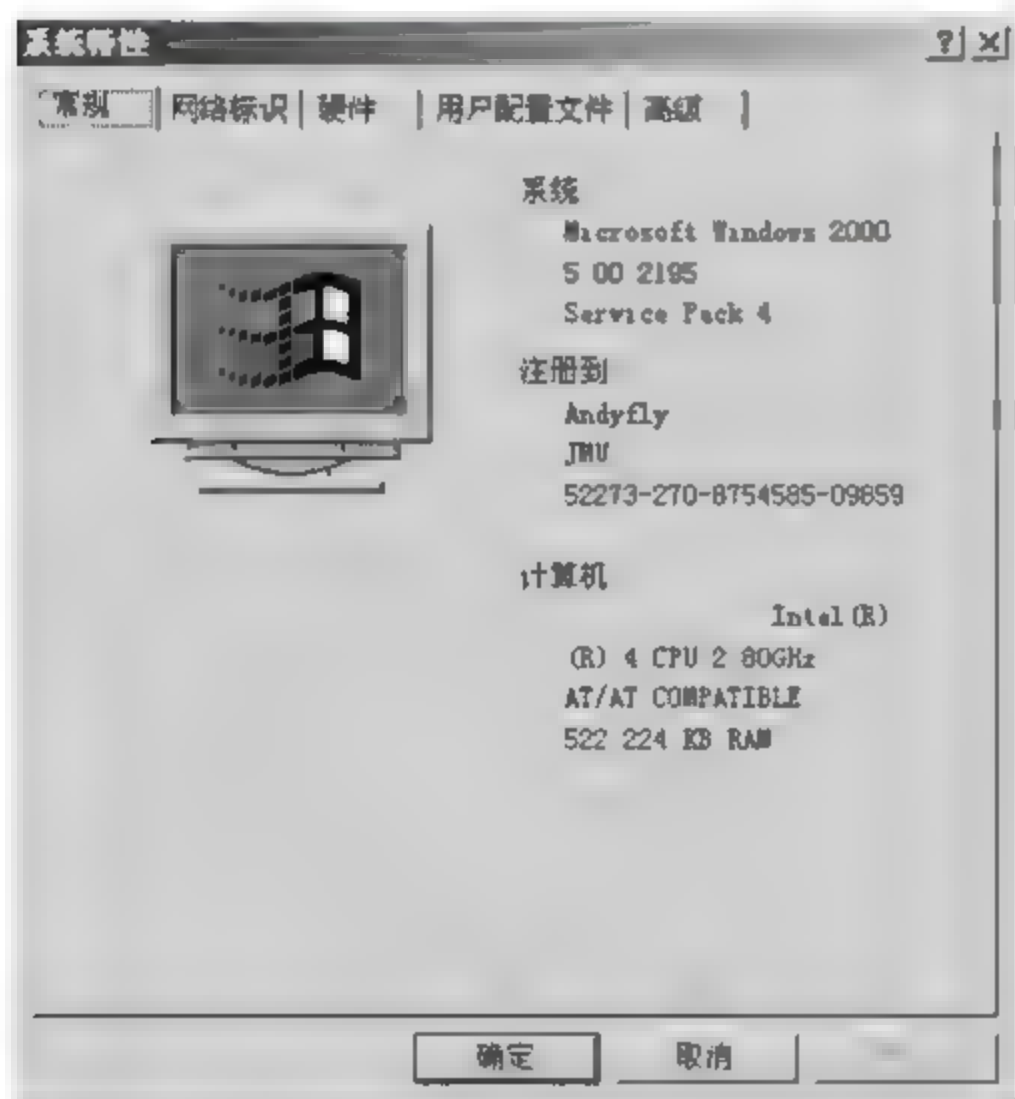 系统特性
常规 网络标识 硬件 用户配置文件 高级
系统
Microsoft Windows 2000
5 00 2195
Service Pack 4
注册到
Andyfly
JMU
52273-270-8754585-09859
计算机
Intel(R)
(R) 4 CPU 2 80GHz
AT/AT COMPATIBLE
522 224 KB RAM
确定 取消